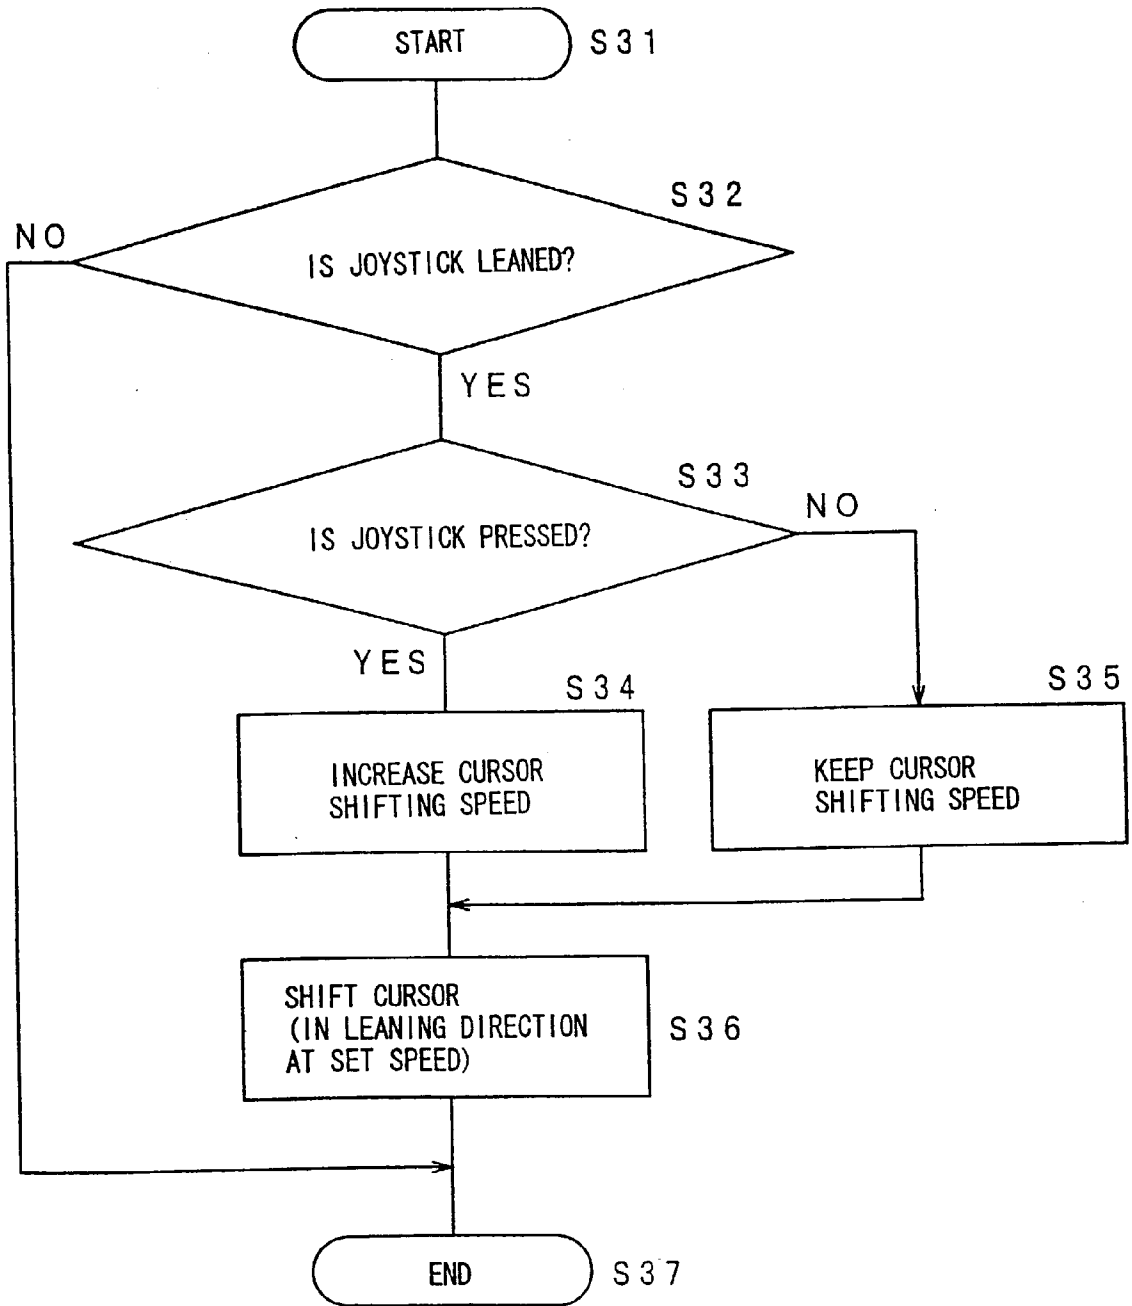 START
S31
S32
NO
IS JOYSTICK LEANED?
YES
S33
NO
IS JOYSTICK PRESSED?
YES
S34
S35
INCREASE CURSOR
SHIFTING SPEED
KEEP CURSOR
SHIFTING SPEED
SHIFT CURSOR
(IN LEANING DIRECTION
AT SET SPEED)
S36
END
S37